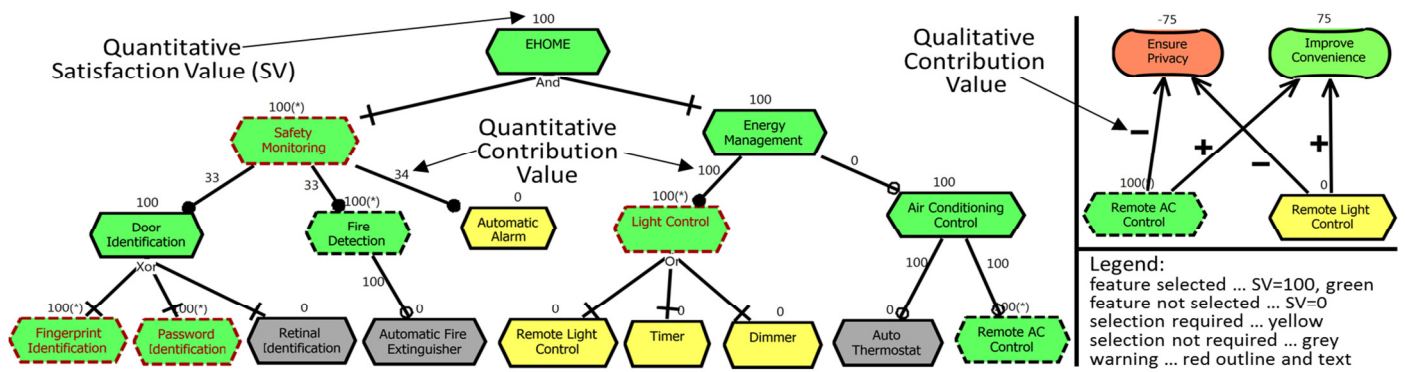 100
Quantitative
Satisfaction Value (SV)
EHOME
And
100(*)
Safety
Monitoring
Quantitative
Contribution
Value
100
Energy
Management
33
33
34
100
0
100
Door
Identification
100(*)
Fire
Detection
0
Automatic
Alarm
100(*)
Light Control
100
Air Conditioning
Control
Xor
100
Or
100
100
100(*)
Fingerprint
Identification
00(*)
Password
Identification
0
Retinal
Identification
0
Automatic Fire
Extinguisher
0
Remote Light
Control
0
Timer
0
Dimmer
0
Auto
Thermostat
00(*)
Remote AC
Control
Qualitative
Contribution
Value
-75
Ensure
Privacy
75
Improve
Convenience
−
+
−
+
Remote AC
Control
0
Remote Light
Control
Legend:
feature selected ... SV=100, green
feature not selected ... SV=0
selection required ... yellow
selection not required ... grey
warning ... red outline and text